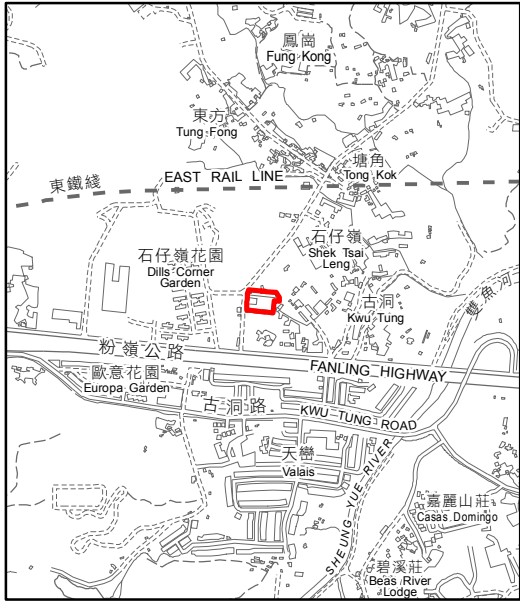 鳳崗
Fung Kong
東方
Tung Fong
塘角
Tong Kok
EAST RAIL LINE
東鐵綫
石仔嶺花園
Dills Corner
Garden
石仔嶺
Shek Tsai
Leng
古洞
Kwu Tung
雙魚河
粉嶺公路
FANLING HIGHWAY
歐意花園
Europa Garden
古洞路
KWU TUNG ROAD
天巒
Valais
SHEUNG YUE RIVER
嘉麗山莊
Casas Domingo
碧溪莊
Beas River
Lodge